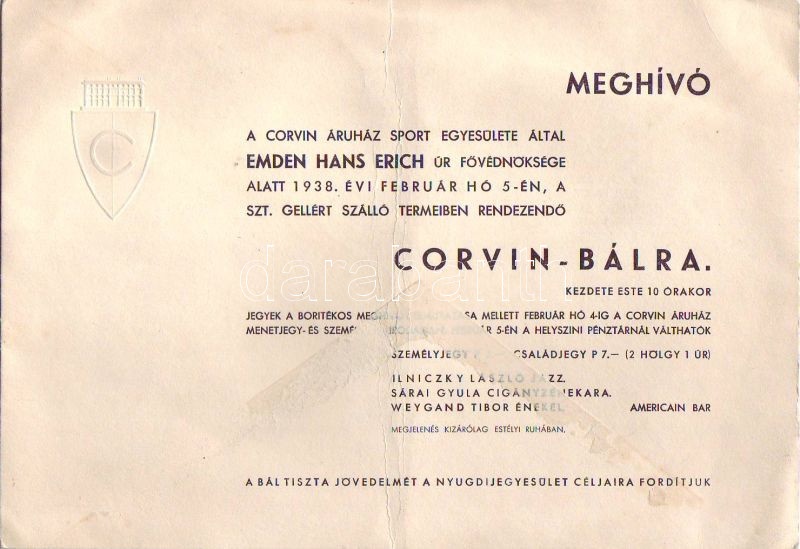 MEGHÍVÓ
C
A CORVIN ÁRUHÁZ SPORT EGYESÜLETE ÁLTAL
EMDEN HANS ERICH ÚR FŐVÉDNÖKSÉGE
ALATT 1938. ÉVI FEBRUÁR HÓ 5-ÉN, A
SZT. GELLÉRT SZÁLLÓ TERMEIBEN RENDEZENDŐ
CORVIN-BÁLRA.
KEZDETE ESTE 10 ÓRAKOR
JEGYEK A BORITÉKOS MELLETT FEBRUÁR HÓ 4-IG A CORVIN ÁRUHÁZ
MENETJEGY- ÉS 5-ÉN A HELYSZINI PÉNZTÁRNÁL VÁLTHATÓK
SZEMÉLYJEGY P CSALÁDJEGY P 7.— (2 HÖLGY 1 ÚR)
ILNICZKY LÁSZLÓ JAZZ.
SÁRAI GYULA CIGÁNYZENEKARA.
WEYGAND TIBOR ÉNEKEL. AMERICAIN BAR
MEGJELENÉS KIZÁRÓLAG ESTÉLYI RUHÁBAN.
A BÁL TISZTA JÖVEDELMÉT A NYUGDIJEGYESÜLET CÉLJAIRA FORDÍTJUK